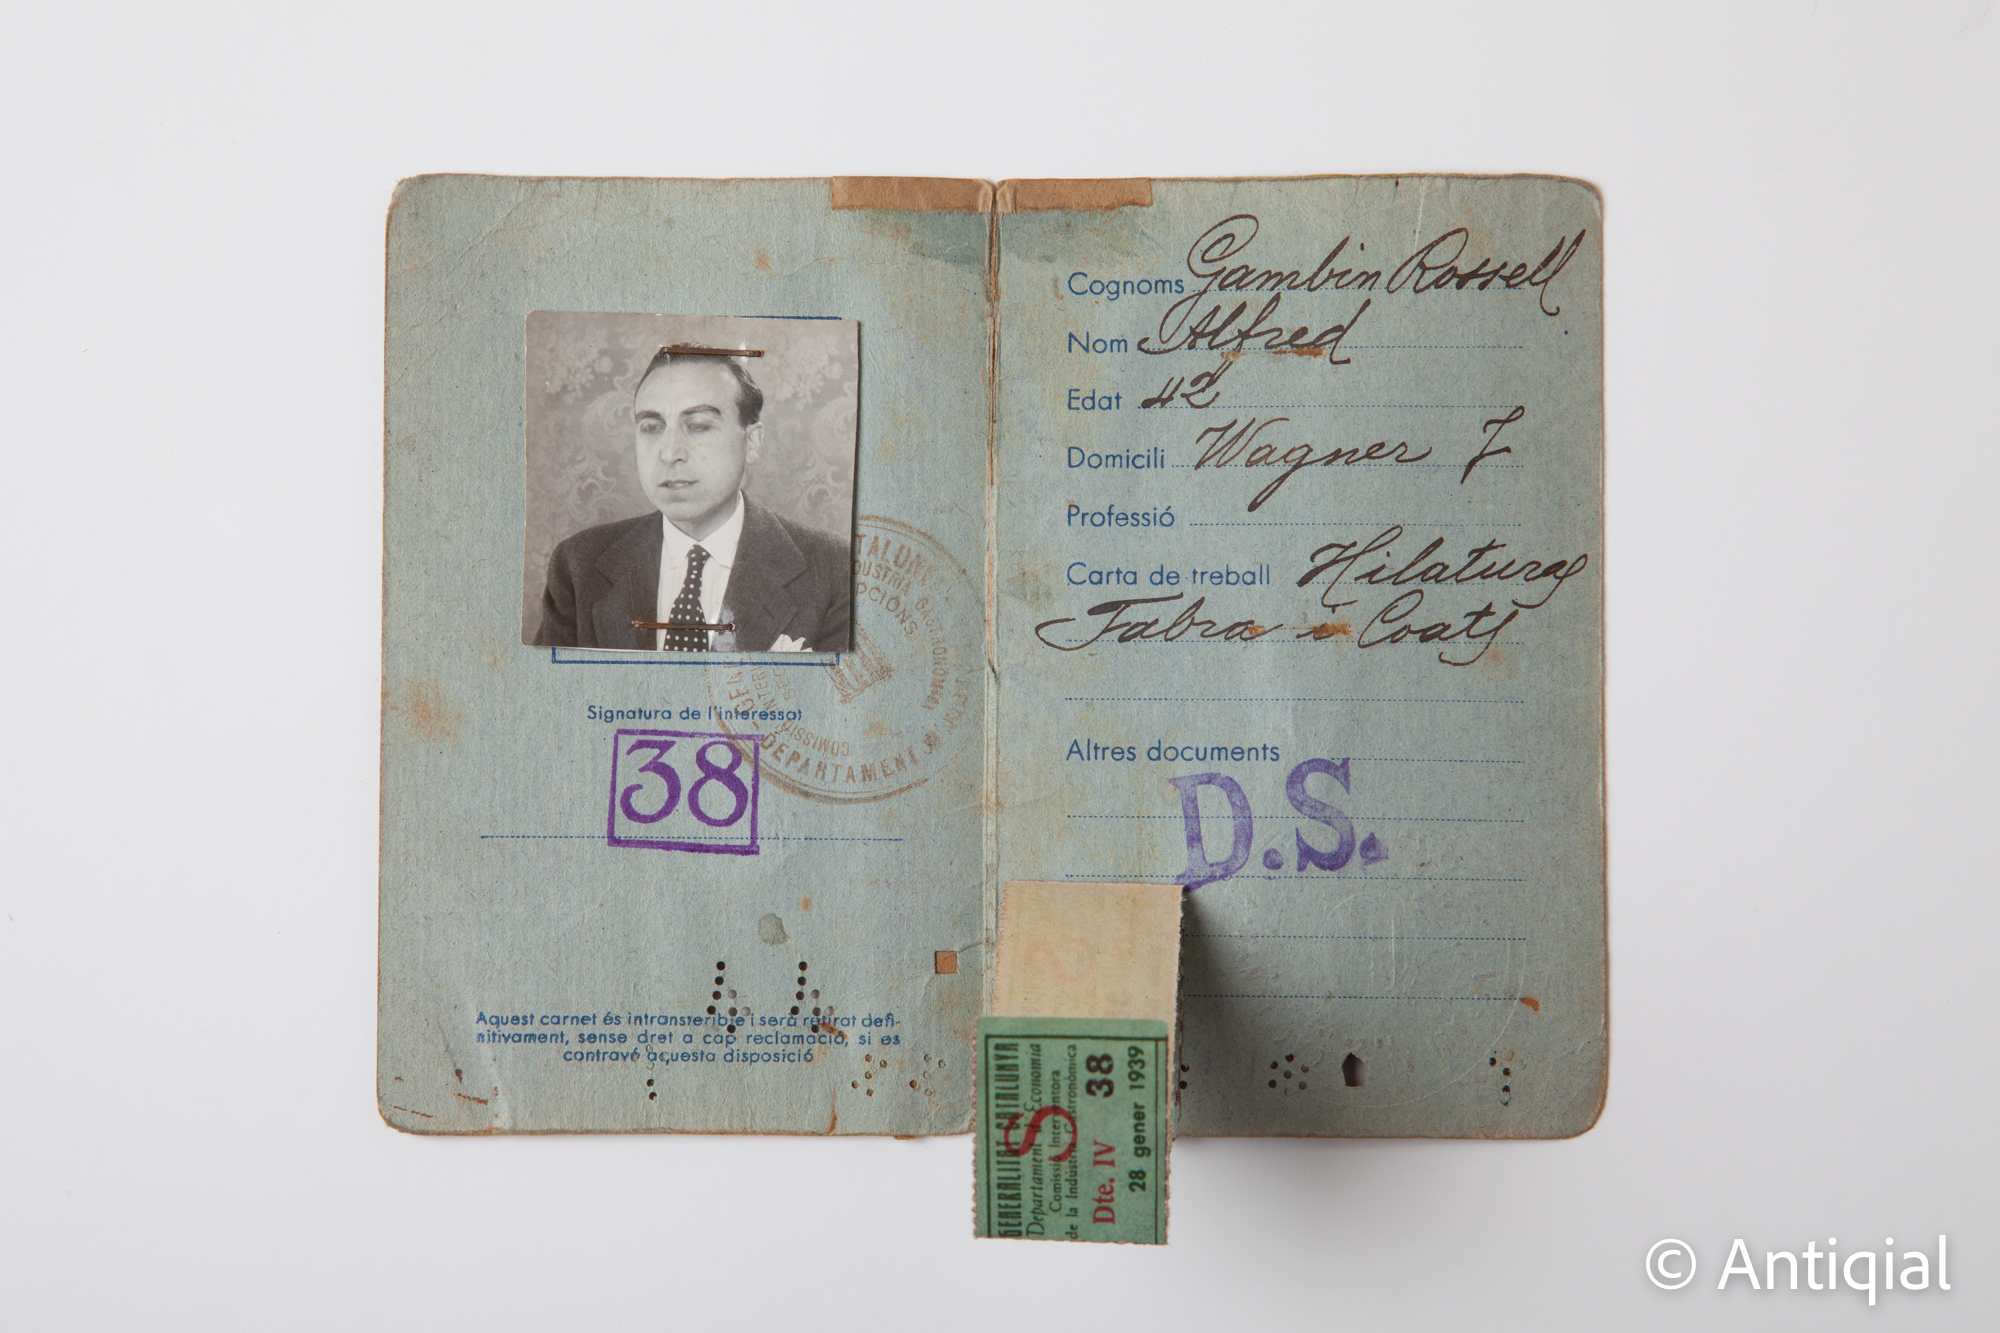 CATALUNYA
DEPARTAMENT
COMISSIÓ
Signatura de l'interessat
38
Aquest carnet és intransferible i serà retirat defi-
nitivament, sense dret a cap reclamació, si es
contravé aquesta disposició
Cognoms Gambin Rossell
Nom Alfred
Edat 42
Domicili Wagner 7
Professió
Carta de treball Hilaturas
Fabra i Coats
Altres documents
D.S.
GENERALITAT CATALUNYA
Departament d'Economia
Comissió Interventora
de la Indústria Gastronòmica
S
Dte. IV 38
28 gener 1939
© Antiqial